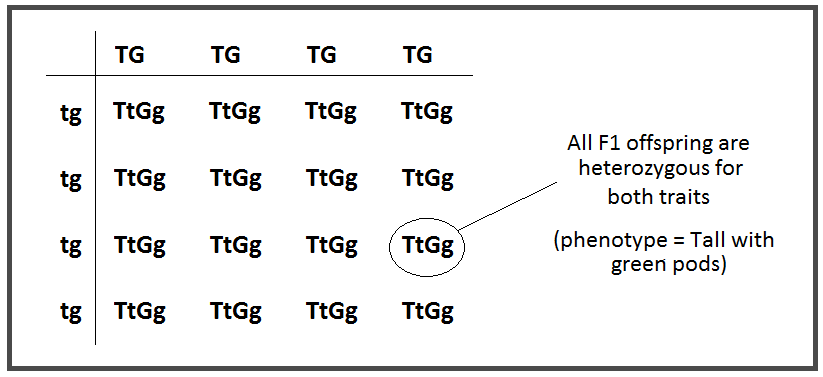 TG TG TG TG
tg TtGg TtGg TtGg TtGg
tg TtGg TtGg TtGg TtGg
tg TtGg TtGg TtGg TtGg
tg TtGg TtGg TtGg TtGg
All F1 offspring are
heterozygous for
both traits
(phenotype = Tall with
green pods)